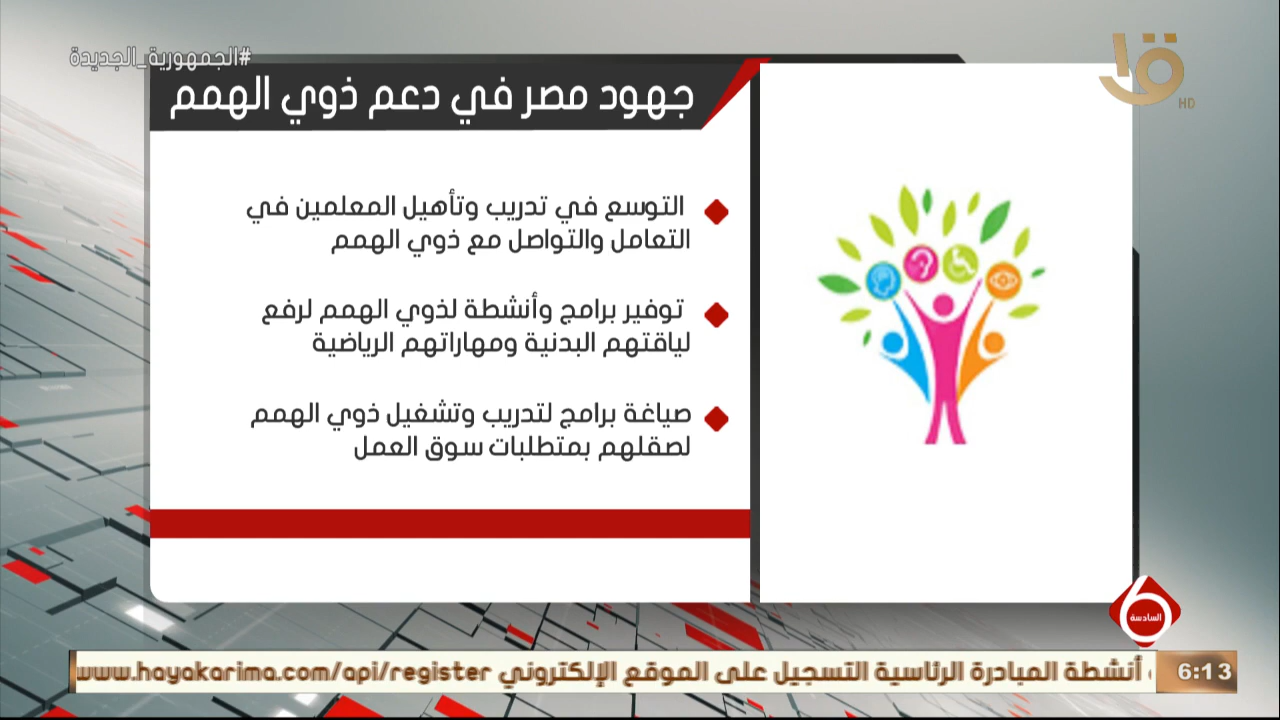 #الجمهورية_الجديدة
HD
جهود مصر في دعم ذوي الهمم
التوسع في تدريب وتأهيل المعلمين في
التعامل والتواصل مع ذوي الهمم
توفير برامج وأنشطة لذوي الهمم لرفع
لياقتهم البدنية ومهاراتهم الرياضية
صياغة برامج لتدريب وتشغيل ذوي الهمم
لصقلهم بمتطلبات سوق العمل
6
السادسة
أنشطة المبادرة الرئاسية التسجيل على الموقع الإلكتروني www.hayakarima.com/api/register
6:13